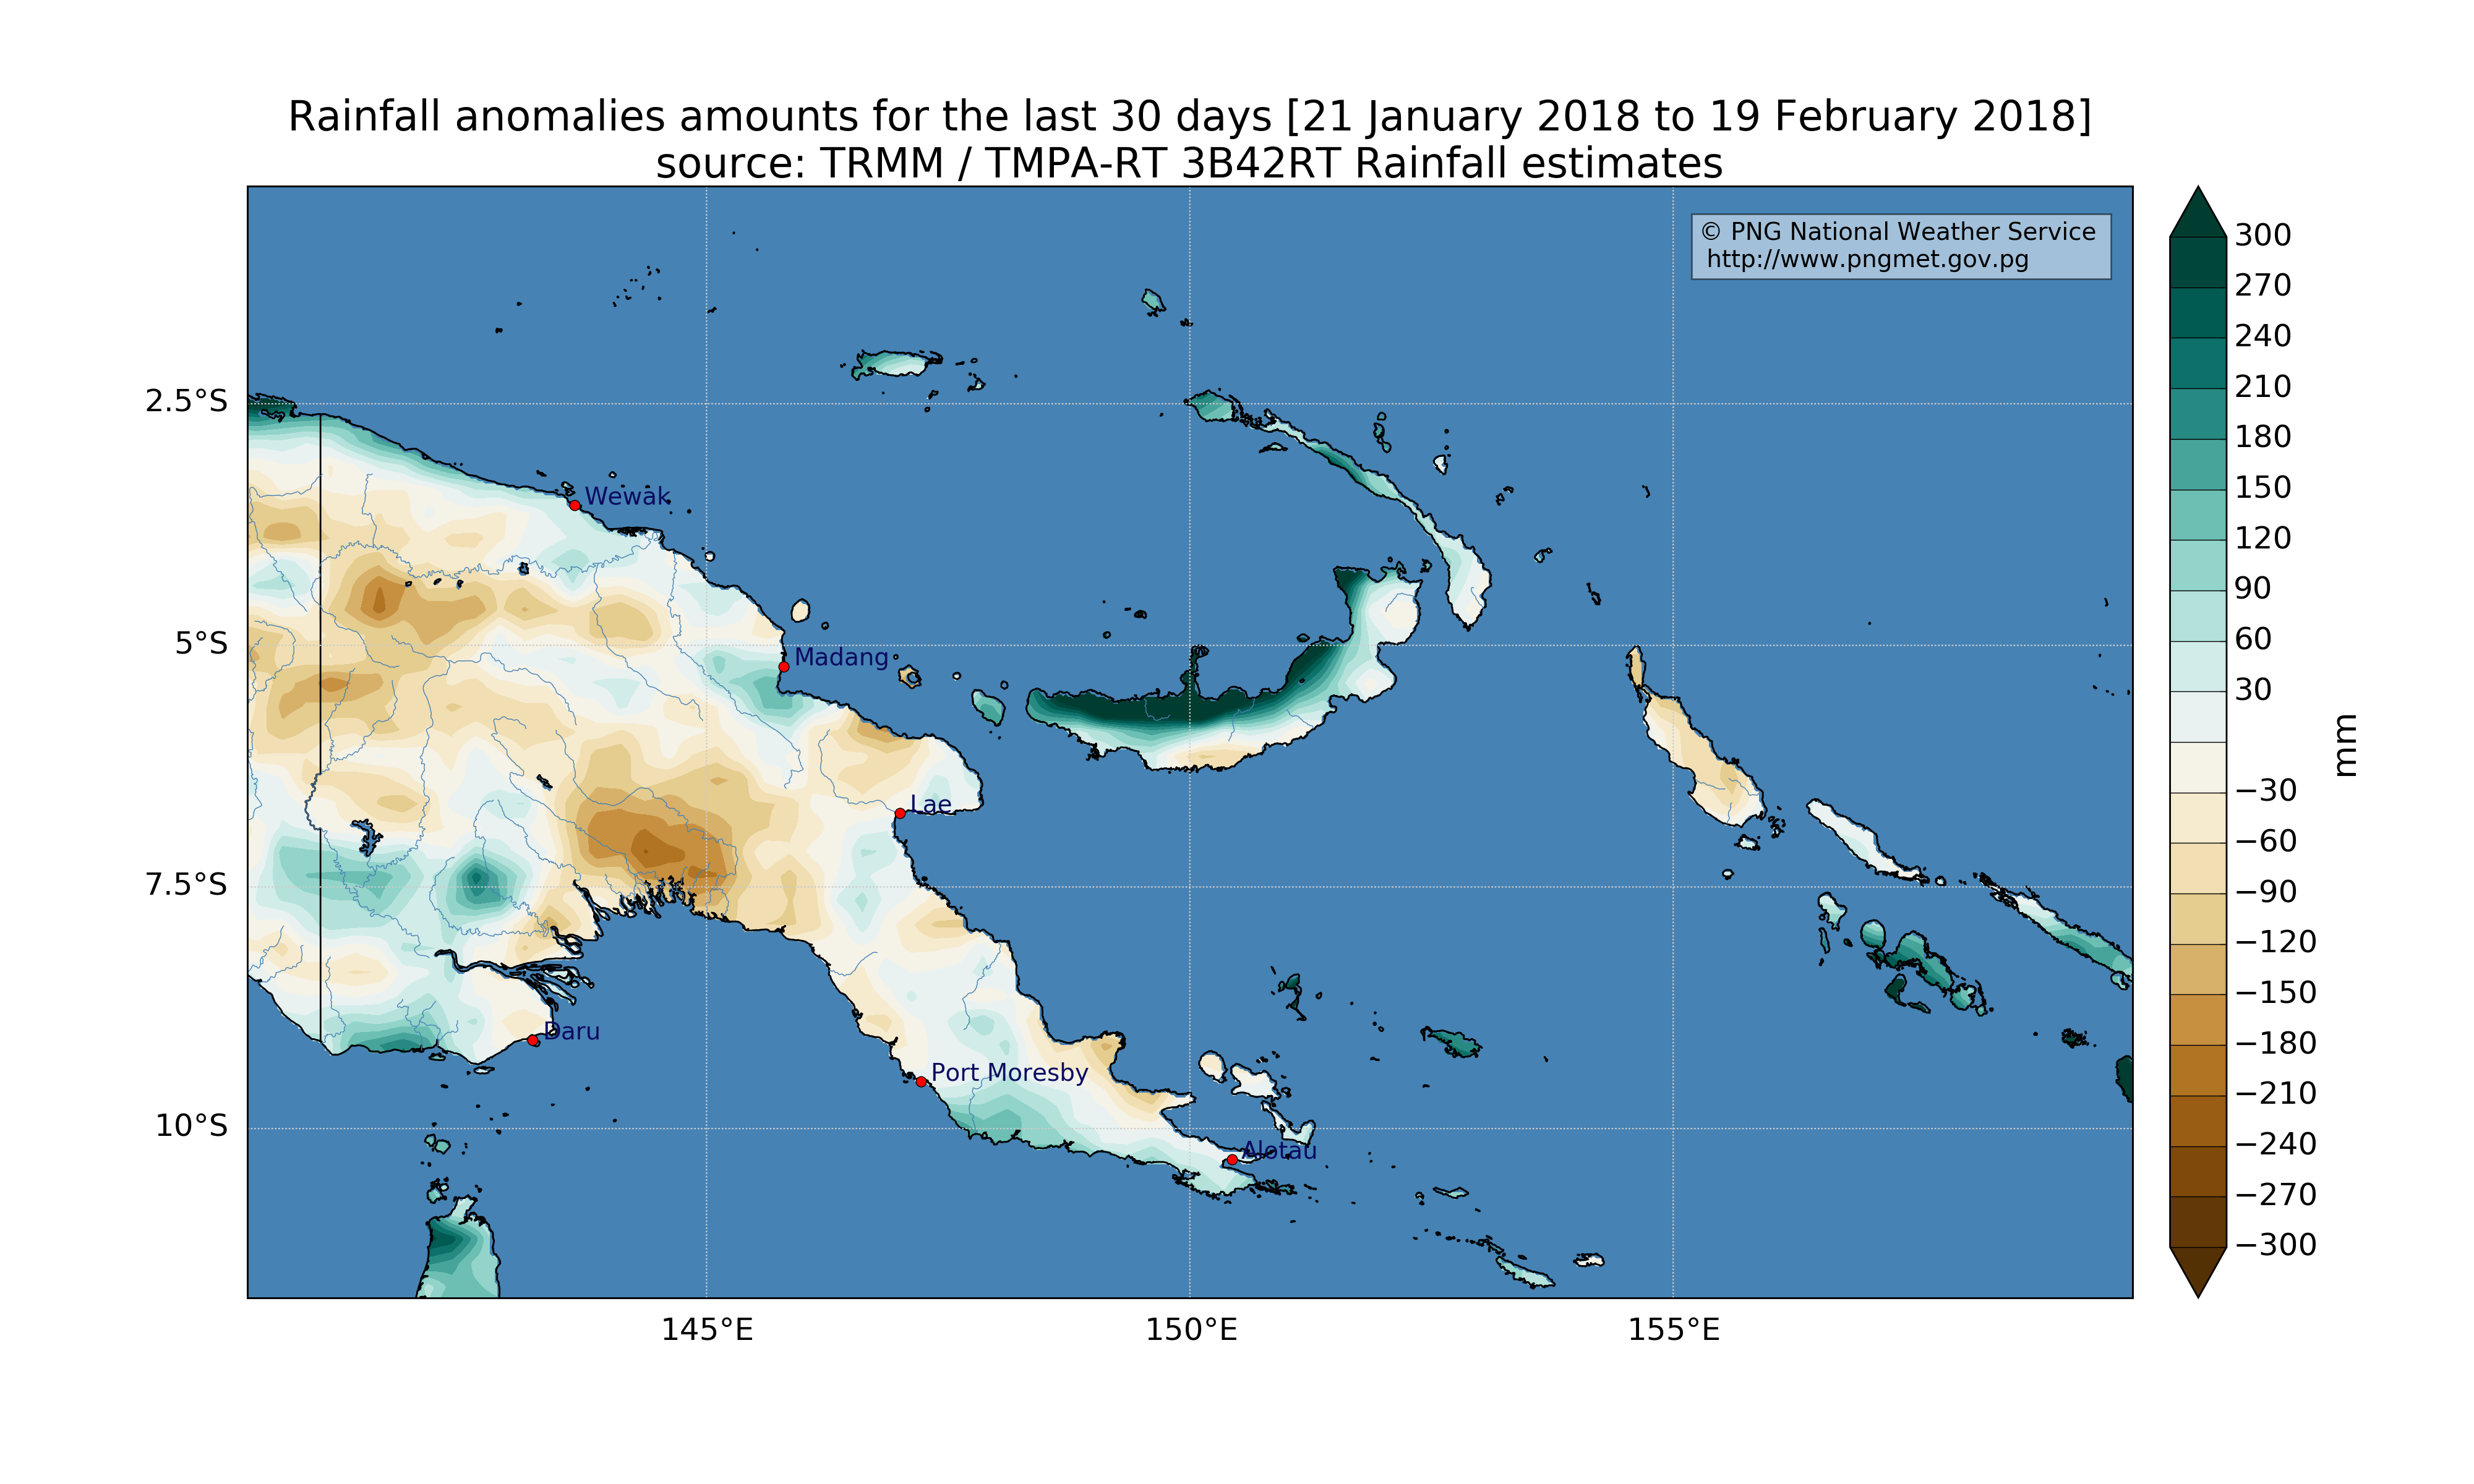 Rainfall anomalies amounts for the last 30 days [21 January 2018 to 19 February 2018]
source: TRMM / TMPA-RT 3B42RT Rainfall estimates
© PNG National Weather Service
http://www.pngmet.gov.pg
2.5°S
5°S
7.5°S
10°S
145°E
150°E
155°E
Wewak
Madang
Lae
Daru
Port Moresby
Alotau
300
270
240
210
180
150
120
90
60
30
−30
−60
−90
−120
−150
−180
−210
−240
−270
−300
mm